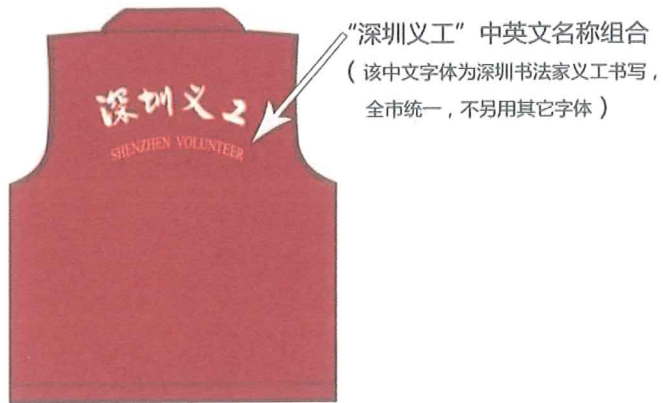 “深圳义工”中英文名称组合
（该中文字体为深圳书法家义工书写，
全市统一，不另用其它字体）
深圳义工
SHENZHEN VOLUNTEER